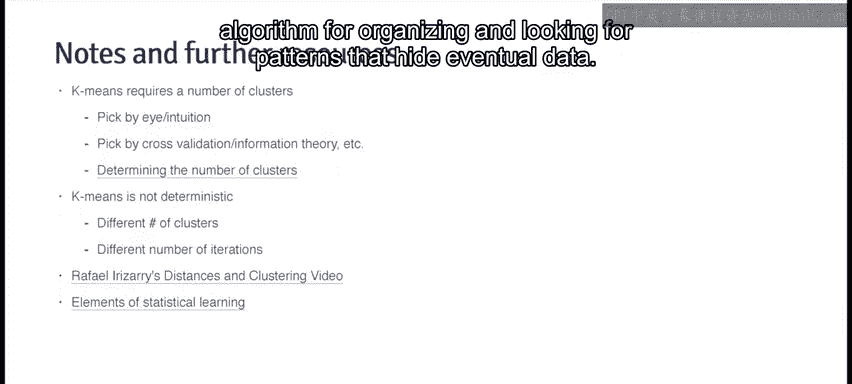 algorithm for organizing and looking for
patterns that hide eventual data.
Notes and further
· K-means requires a number of clusters
- Pick by eye/intuition
- Pick by cross validation/information theory, etc.
- Determining the number of clusters
· K-means is not deterministic
- Different # of clusters
- Different number of iterations
· Rafael Irizarry's Distances and Clustering Video
· Elements of statistical learning